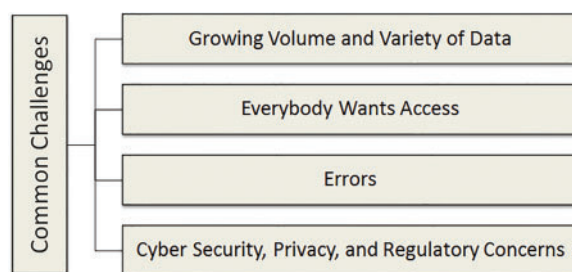 Common Challenges
Growing Volume and Variety of Data
Everybody Wants Access
Errors
Cyber Security, Privacy, and Regulatory Concerns